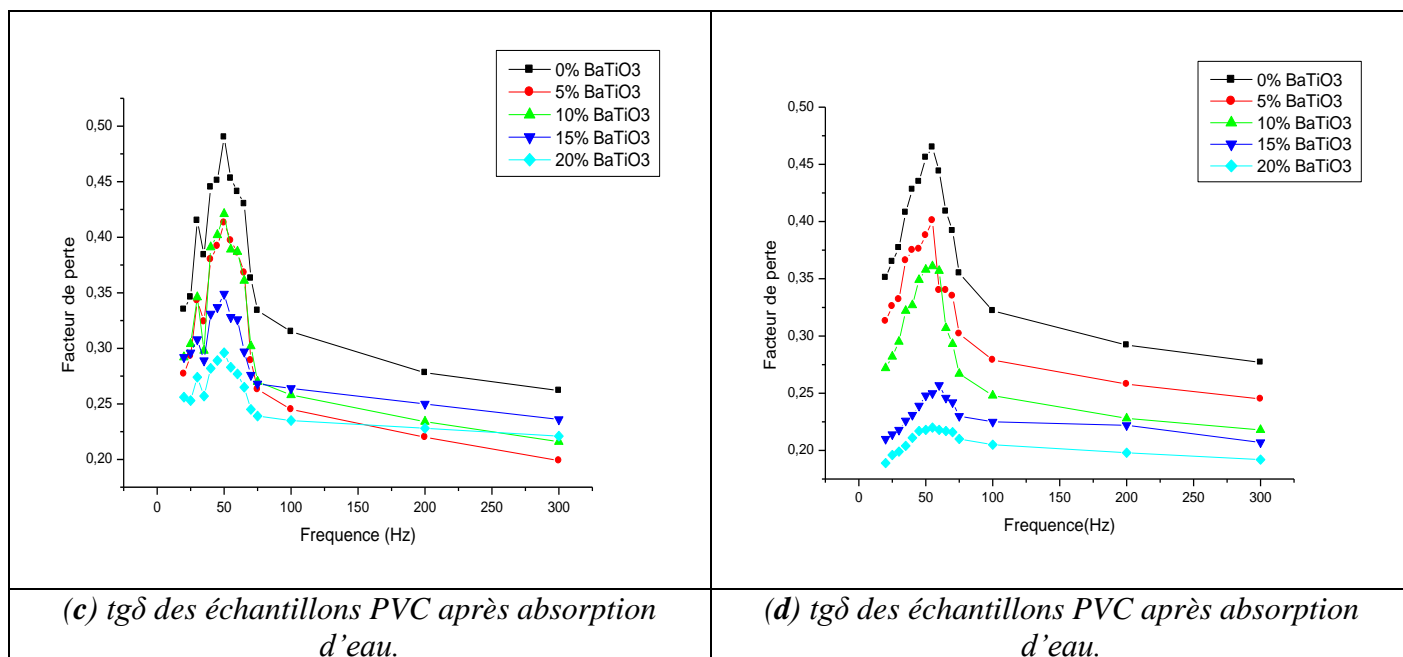 0% BaTiO3
5% BaTiO3
10% BaTiO3
15% BaTiO3
20% BaTiO3
0,50
0,45
0,40
0,35
0,30
0,25
0,20
Facteur de perte
0
50
100
150
200
250
300
Frequence (Hz)
(c) tgδ des échantillons PVC après absorption
d’eau.
0% BaTiO3
5% BaTiO3
10% BaTiO3
15% BaTiO3
20% BaTiO3
0,50
0,45
0,40
0,35
0,30
0,25
0,20
Facteur de perte
0
50
100
150
200
250
300
Frequence(Hz)
(d) tgδ des échantillons PVC après absorption
d’eau.